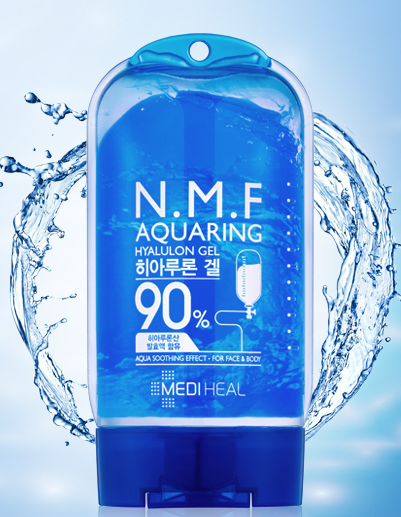 N.M.F
AQUARING
HYALULON GEL
히아루론 겔
90%
히아루론산
발효액 함유
AQUA SOOTHING EFFECT - FOR FACE & BODY
MEDIHEAL